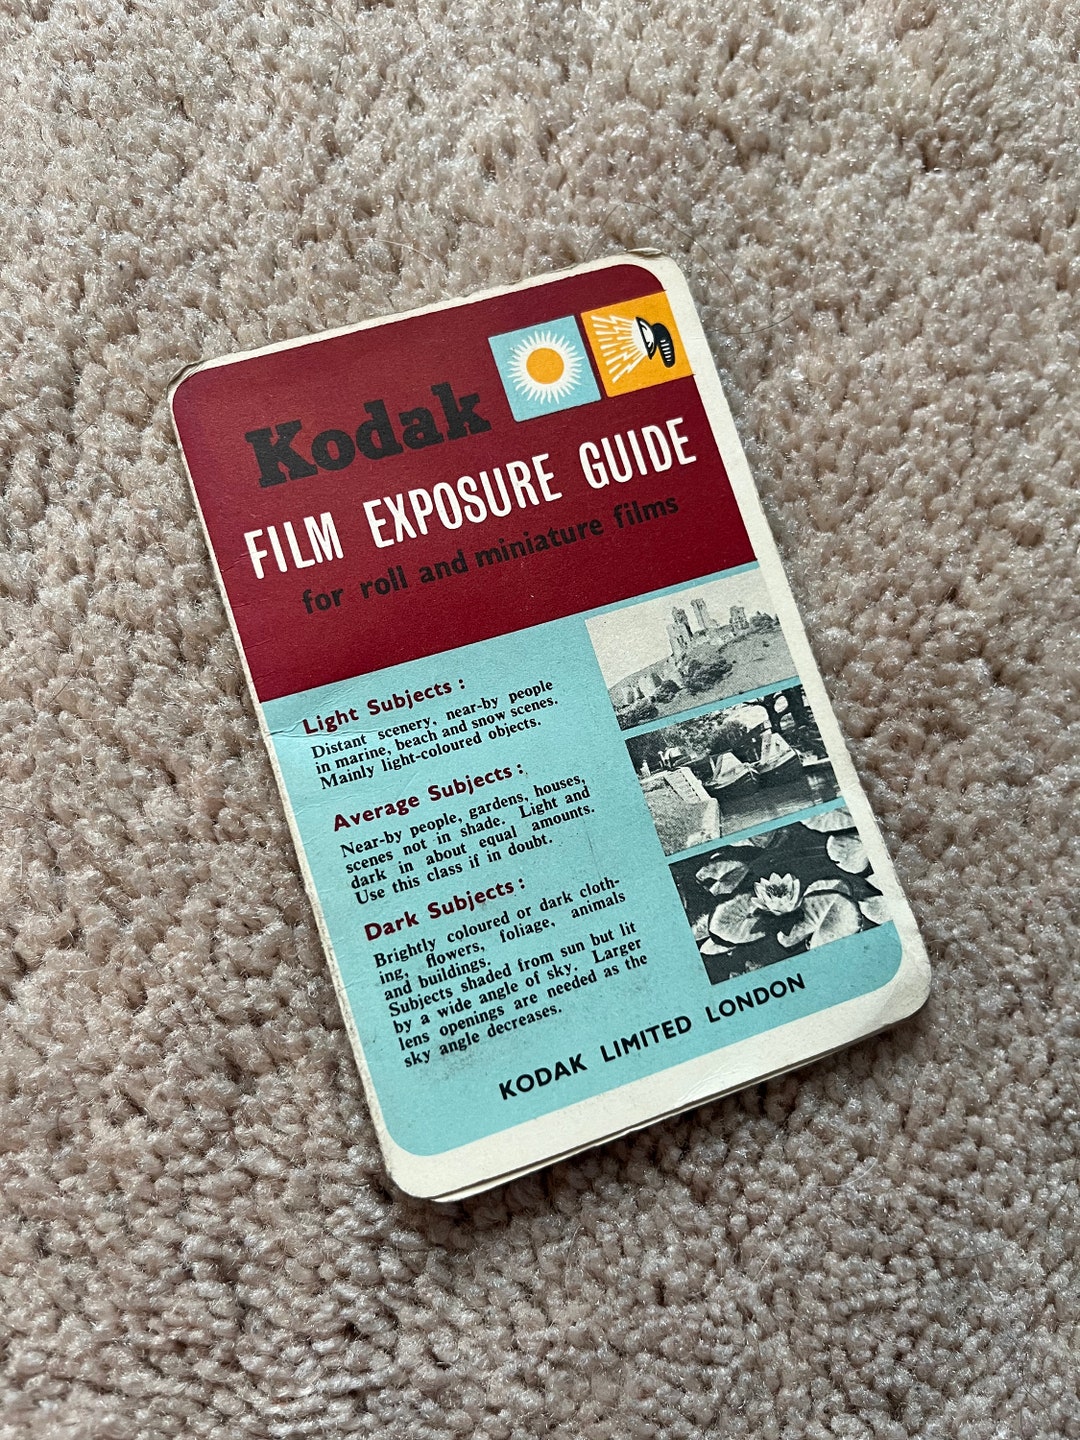 Kodak
FILM EXPOSURE GUIDE
for roll and miniature films
Light Subjects :
Distant scenery, near-by people
in marine, beach and snow scenes.
Mainly light-coloured objects.
Average Subjects :
Near-by people, gardens, houses,
scenes not in shade. Light and
dark in about equal amounts.
Use this class if in doubt.
Dark Subjects :
Brightly coloured or dark cloth-
ing, flowers, foliage, animals
and buildings.
Subjects shaded from sun but lit
by a wide angle of sky. Larger
lens openings are needed as the
sky angle decreases.
KODAK LIMITED LONDON